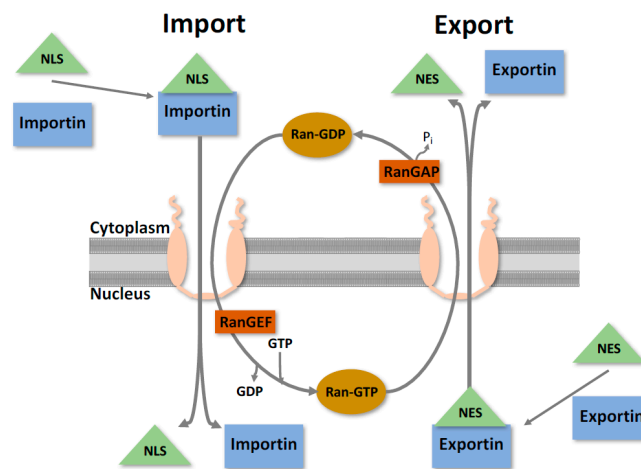 Import
Export
NLS
Importin
NLS
Importin
NES
Exportin
Ran-GDP
Pi
RanGAP
Cytoplasm
Nucleus
RanGEF
GTP
GDP
Ran-GTP
NLS
Importin
NES
Exportin
NES
Exportin